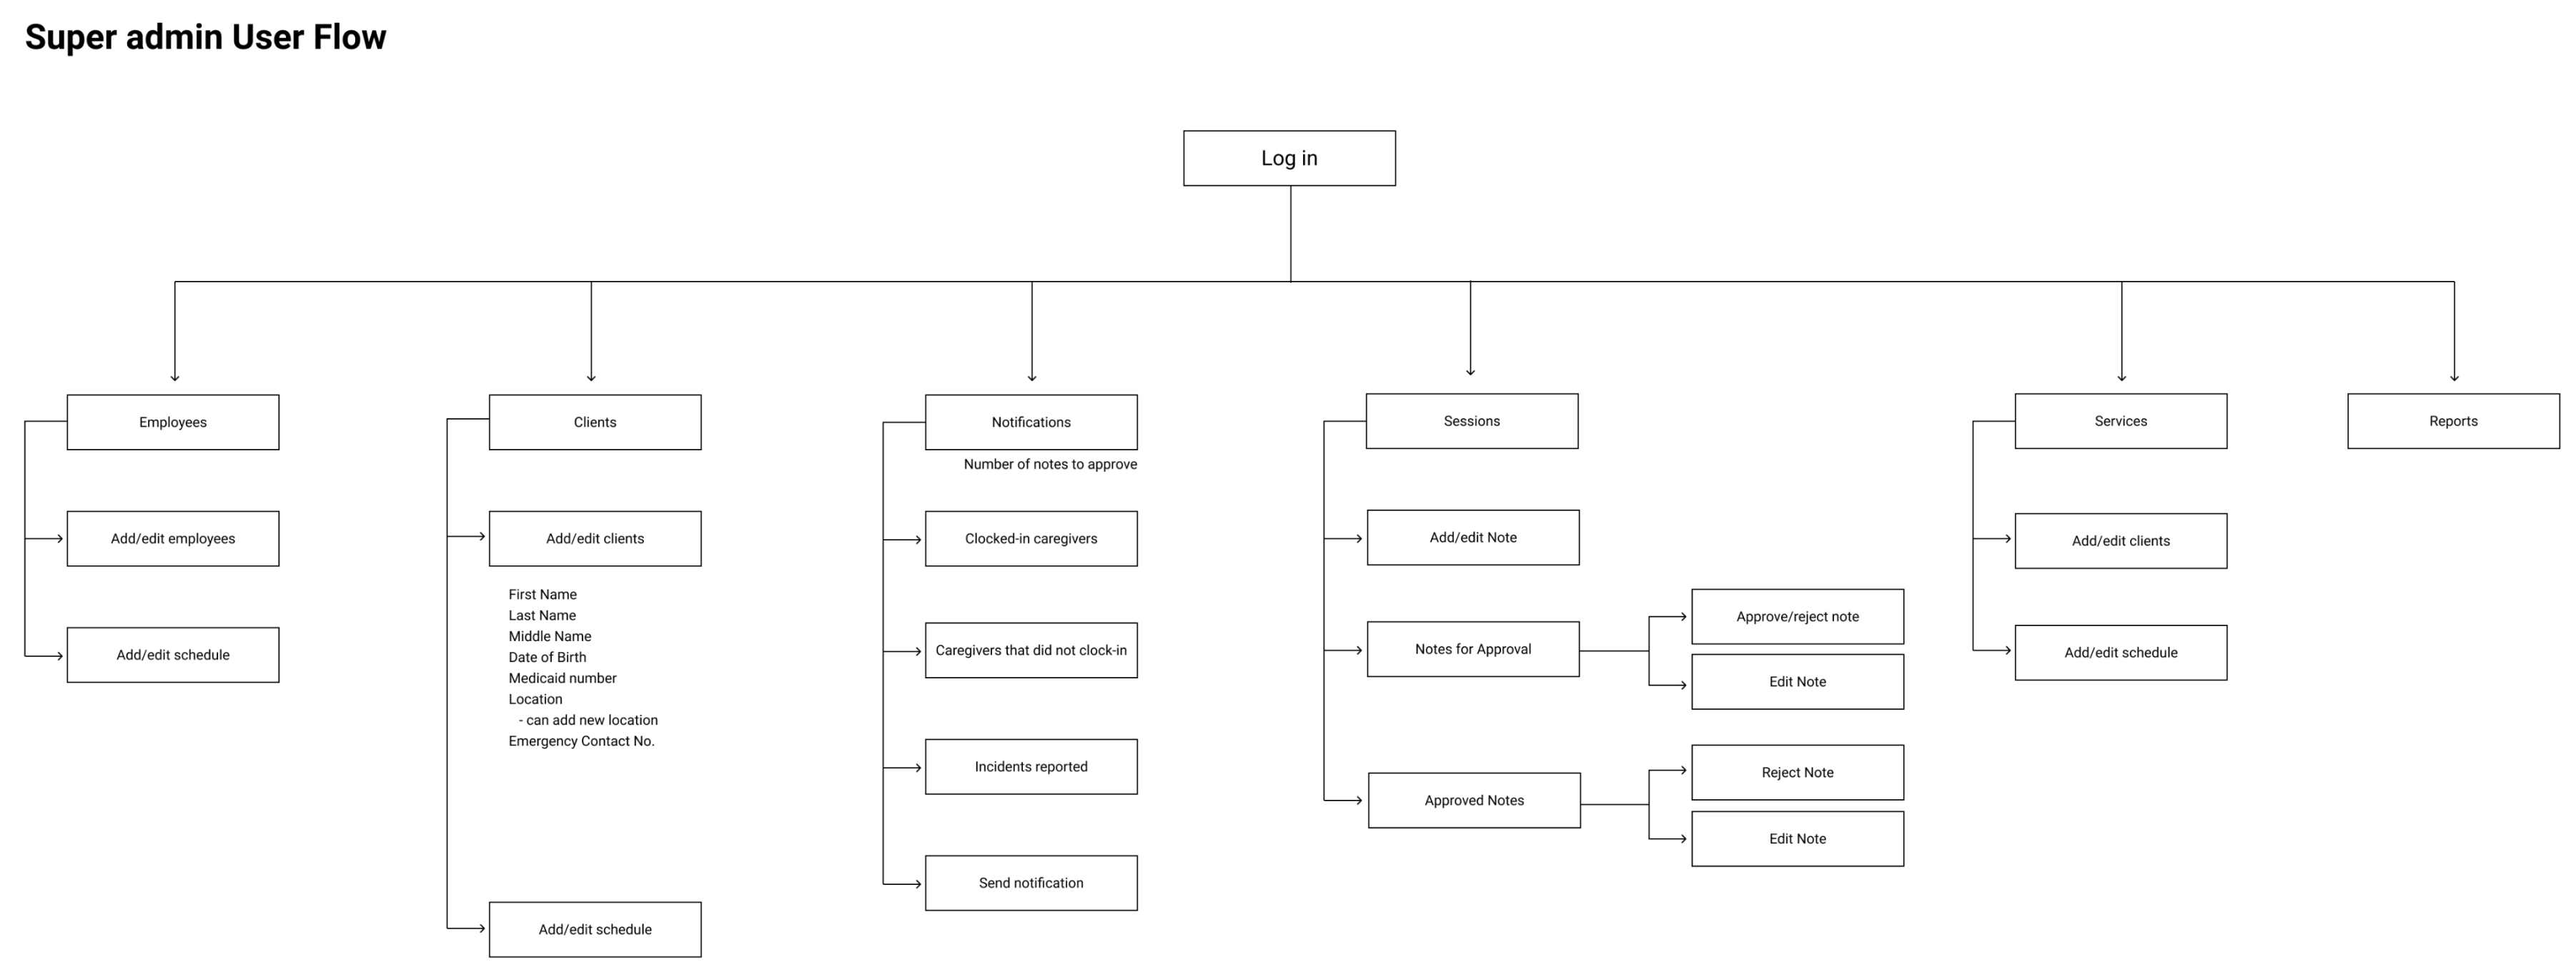 Super admin User Flow
Log in
Employees
Add/edit employees
Add/edit schedule
Clients
Add/edit clients
First Name
Last Name
Middle Name
Date of Birth
Medicaid number
Location
- can add new location
Emergency Contact No.
Add/edit schedule
Notifications
Number of notes to approve
Clocked-in caregivers
Caregivers that did not clock-in
Incidents reported
Send notification
Sessions
Add/edit Note
Notes for Approval
Approve/reject note
Edit Note
Approved Notes
Reject Note
Edit Note
Services
Add/edit clients
Add/edit schedule
Reports